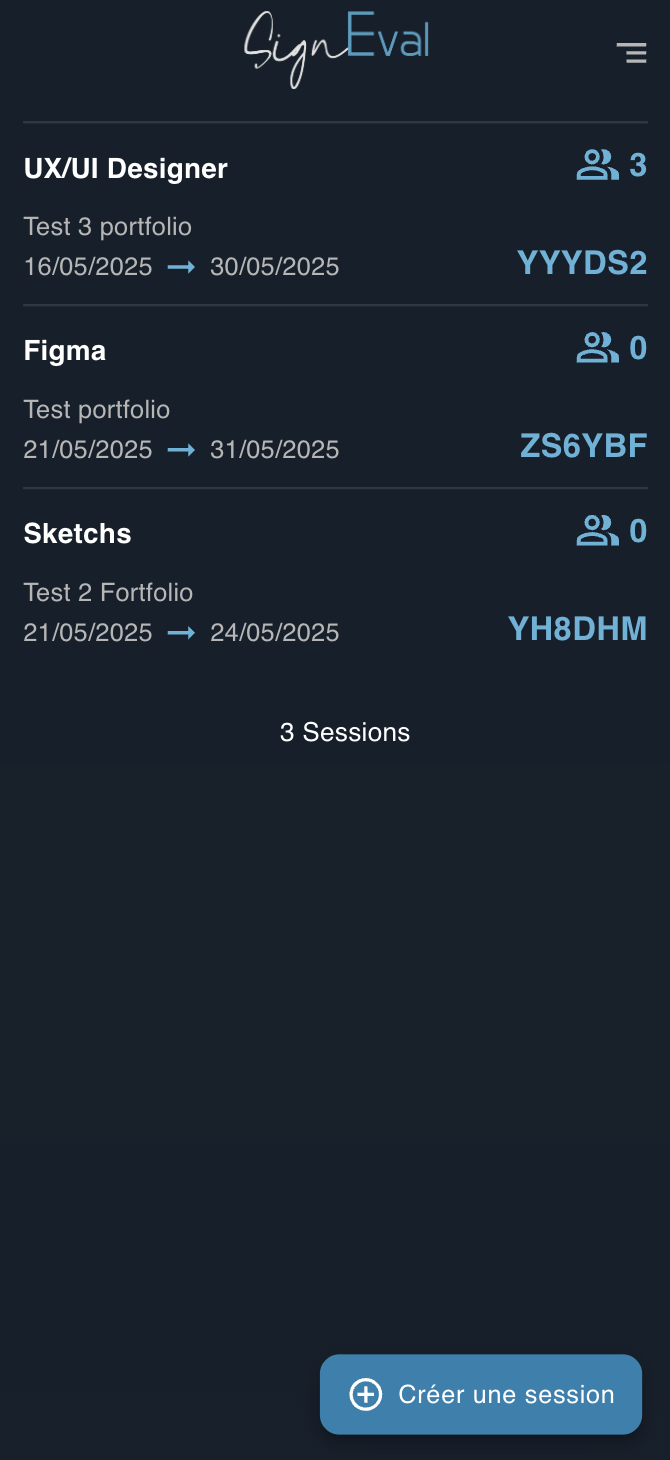 SignEval
UX/UI Designer 3
Test 3 portfolio
16/05/2025 → 30/05/2025 YYYDS2
Figma 0
Test portfolio
21/05/2025 → 31/05/2025 ZS6YBF
Sketchs 0
Test 2 Fortfolio
21/05/2025 → 24/05/2025 YH8DHM
3 Sessions
Créer une session